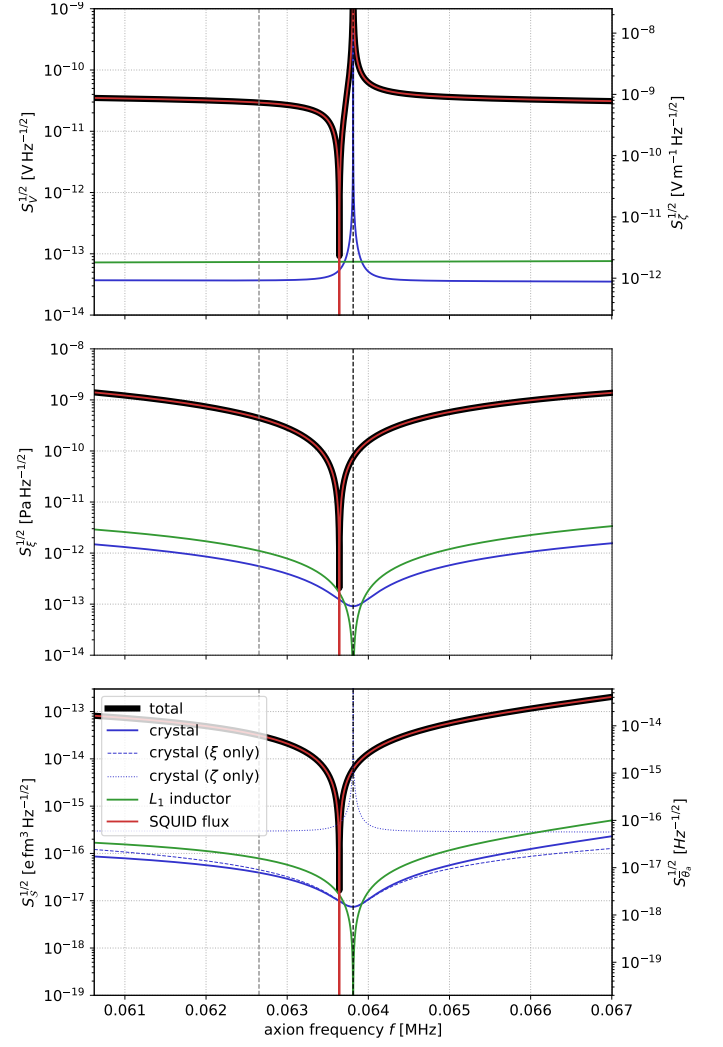 10⁻⁹
10⁻¹⁰
10⁻¹¹
10⁻¹²
10⁻¹³
10⁻¹⁴
S_V^{1/2} [V Hz^{−1/2}]
10⁻⁸
10⁻⁹
10⁻¹⁰
10⁻¹¹
10⁻¹²
S_ζ^{1/2} [V m⁻¹ Hz^{−1/2}]
10⁻⁸
10⁻⁹
10⁻¹⁰
10⁻¹¹
10⁻¹²
10⁻¹³
10⁻¹⁴
S_ξ^{1/2} [Pa Hz^{−1/2}]
10⁻¹³
10⁻¹⁴
10⁻¹⁵
10⁻¹⁶
10⁻¹⁷
10⁻¹⁸
10⁻¹⁹
S_S^{1/2} [e fm³ Hz^{−1/2}]
total
crystal
crystal (ξ only)
crystal (ζ only)
L₁ inductor
SQUID flux
10⁻¹⁴
10⁻¹⁵
10⁻¹⁶
10⁻¹⁷
10⁻¹⁸
10⁻¹⁹
S_{θ̄_a}^{1/2} [Hz^{−1/2}]
0.061 0.062 0.063 0.064 0.065 0.066 0.067
axion frequency f [MHz]